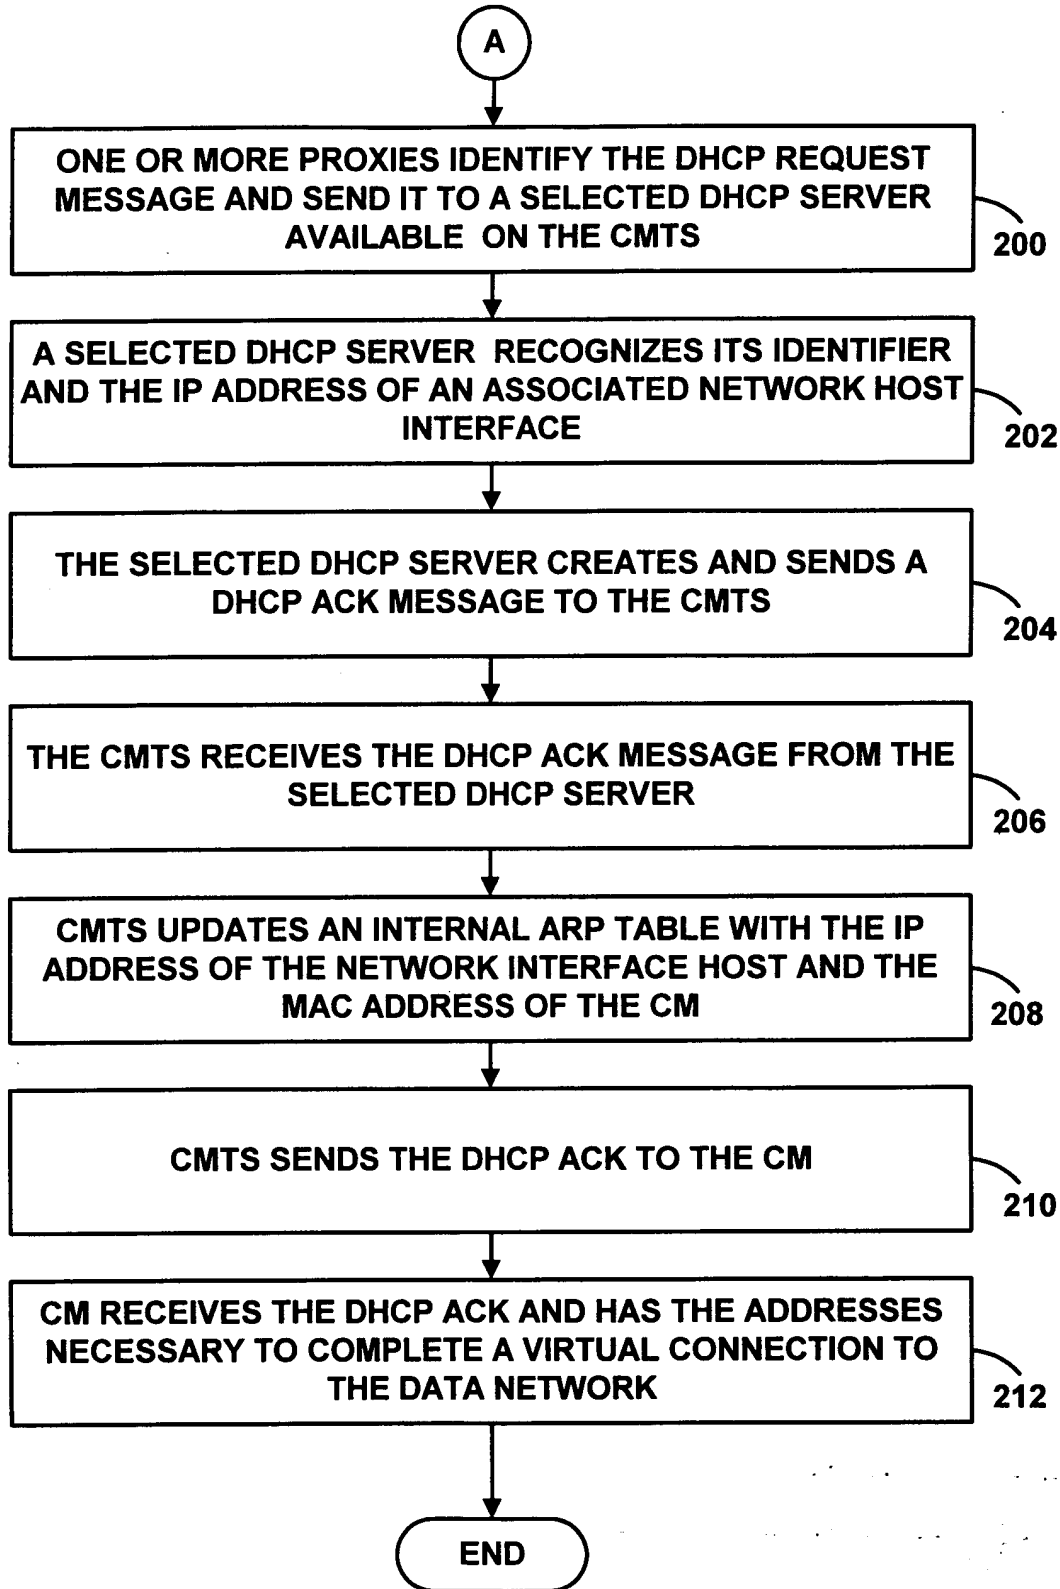 A
ONE OR MORE PROXIES IDENTIFY THE DHCP REQUEST
MESSAGE AND SEND IT TO A SELECTED DHCP SERVER
AVAILABLE ON THE CMTS
200
A SELECTED DHCP SERVER RECOGNIZES ITS IDENTIFIER
AND THE IP ADDRESS OF AN ASSOCIATED NETWORK HOST
INTERFACE
202
THE SELECTED DHCP SERVER CREATES AND SENDS A
DHCP ACK MESSAGE TO THE CMTS
204
THE CMTS RECEIVES THE DHCP ACK MESSAGE FROM THE
SELECTED DHCP SERVER
206
CMTS UPDATES AN INTERNAL ARP TABLE WITH THE IP
ADDRESS OF THE NETWORK INTERFACE HOST AND THE
MAC ADDRESS OF THE CM
208
CMTS SENDS THE DHCP ACK TO THE CM
210
CM RECEIVES THE DHCP ACK AND HAS THE ADDRESSES
NECESSARY TO COMPLETE A VIRTUAL CONNECTION TO
THE DATA NETWORK
212
END